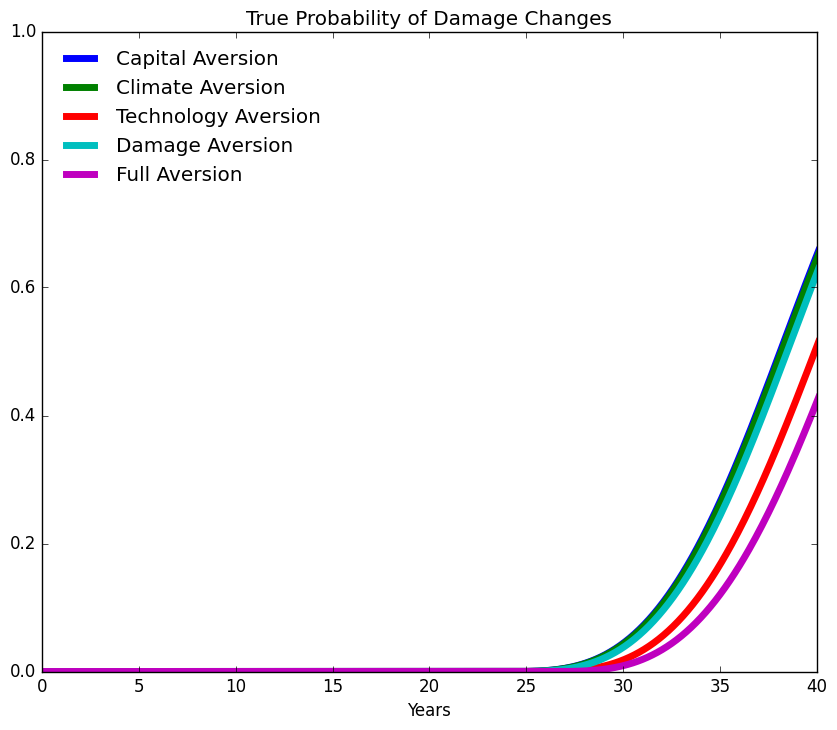 True Probability of Damage Changes
1.0
0.8
0.6
0.4
0.2
0.0
Capital Aversion
Climate Aversion
Technology Aversion
Damage Aversion
Full Aversion
0 5 10 15 20 25 30 35 40
Years